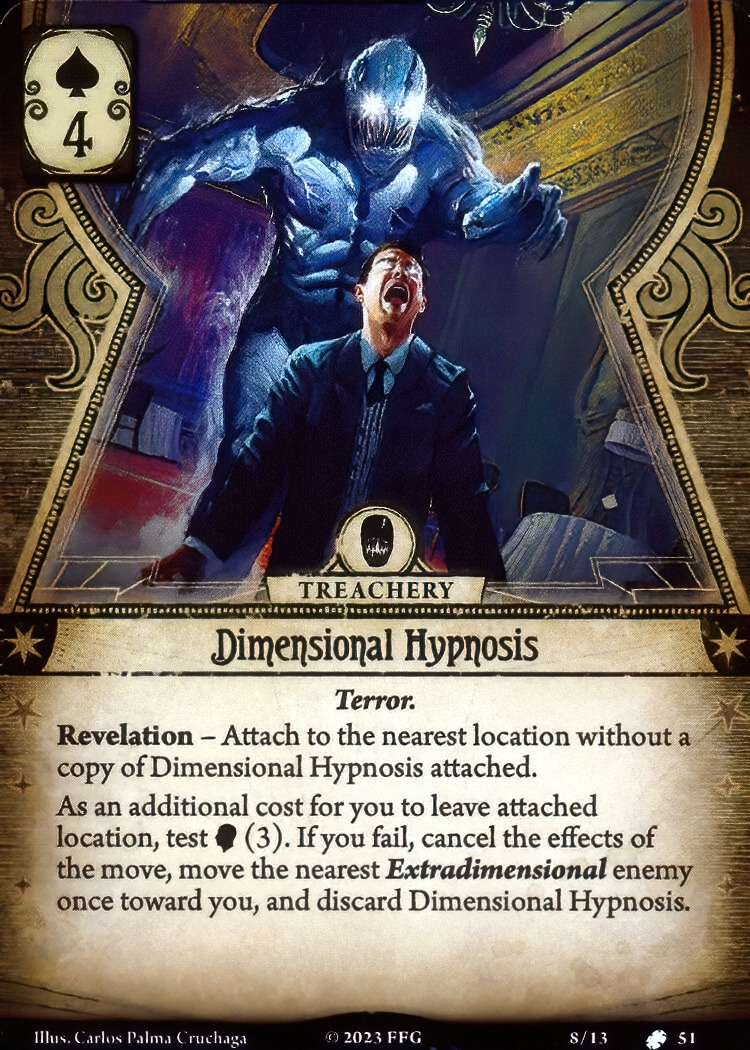 4
TREACHERY
Dimensional Hypnosis
Terror.
Revelation – Attach to the nearest location without a
copy of Dimensional Hypnosis attached.
As an additional cost for you to leave attached
location, test (3). If you fail, cancel the effects of
the move, move the nearest Extradimensional enemy
once toward you, and discard Dimensional Hypnosis.
Illus. Carlos Palma Cruchaga © 2023 FFG 8/13 51